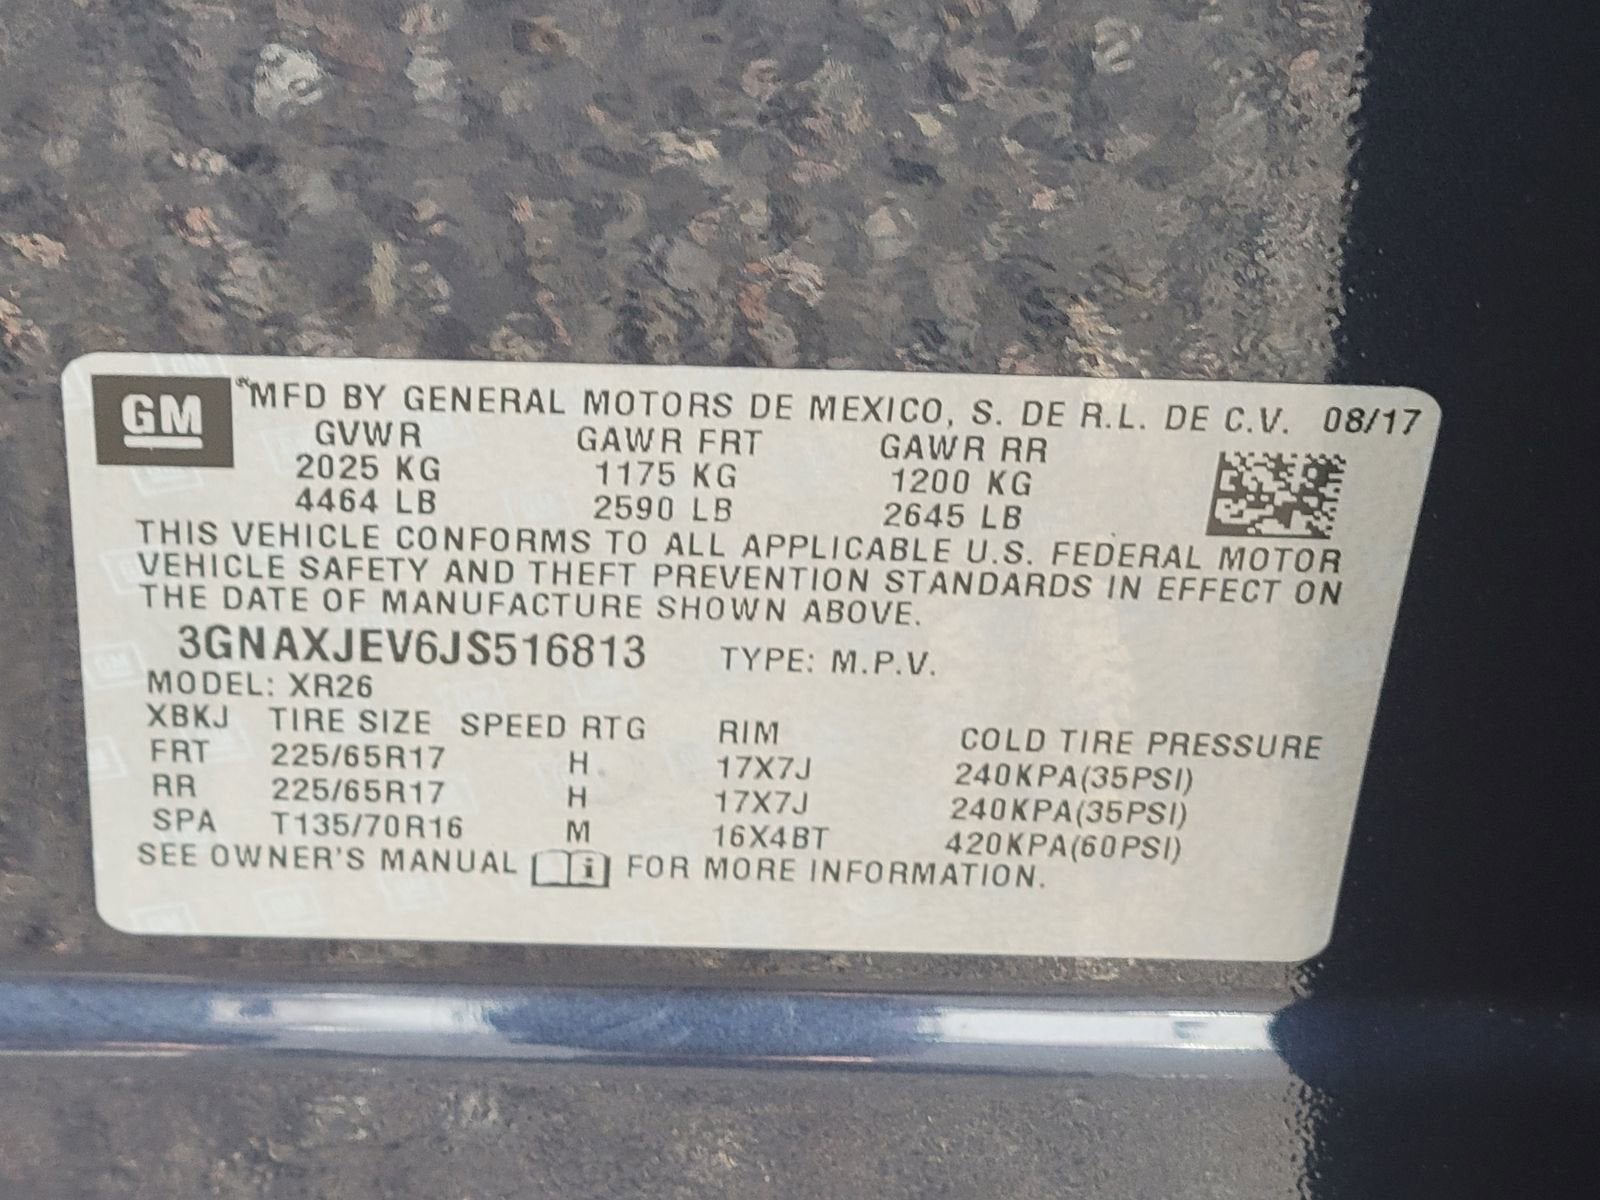 GM MFD BY GENERAL MOTORS DE MEXICO, S. DE R.L. DE C.V. 08/17
GVWR GAWR FRT GAWR RR
2025 KG 1175 KG 1200 KG
4464 LB 2590 LB 2645 LB
THIS VEHICLE CONFORMS TO ALL APPLICABLE U.S. FEDERAL MOTOR
VEHICLE SAFETY AND THEFT PREVENTION STANDARDS IN EFFECT ON
THE DATE OF MANUFACTURE SHOWN ABOVE.
3GNAXJEV6JS516813 TYPE: M.P.V.
MODEL: XR26
XBKJ TIRE SIZE SPEED RTG RIM COLD TIRE PRESSURE
FRT 225/65R17 H 17X7J 240KPA(35PSI)
RR 225/65R17 H 17X7J 240KPA(35PSI)
SPA T135/70R16 M 16X4BT 420KPA(60PSI)
SEE OWNER'S MANUAL i FOR MORE INFORMATION.